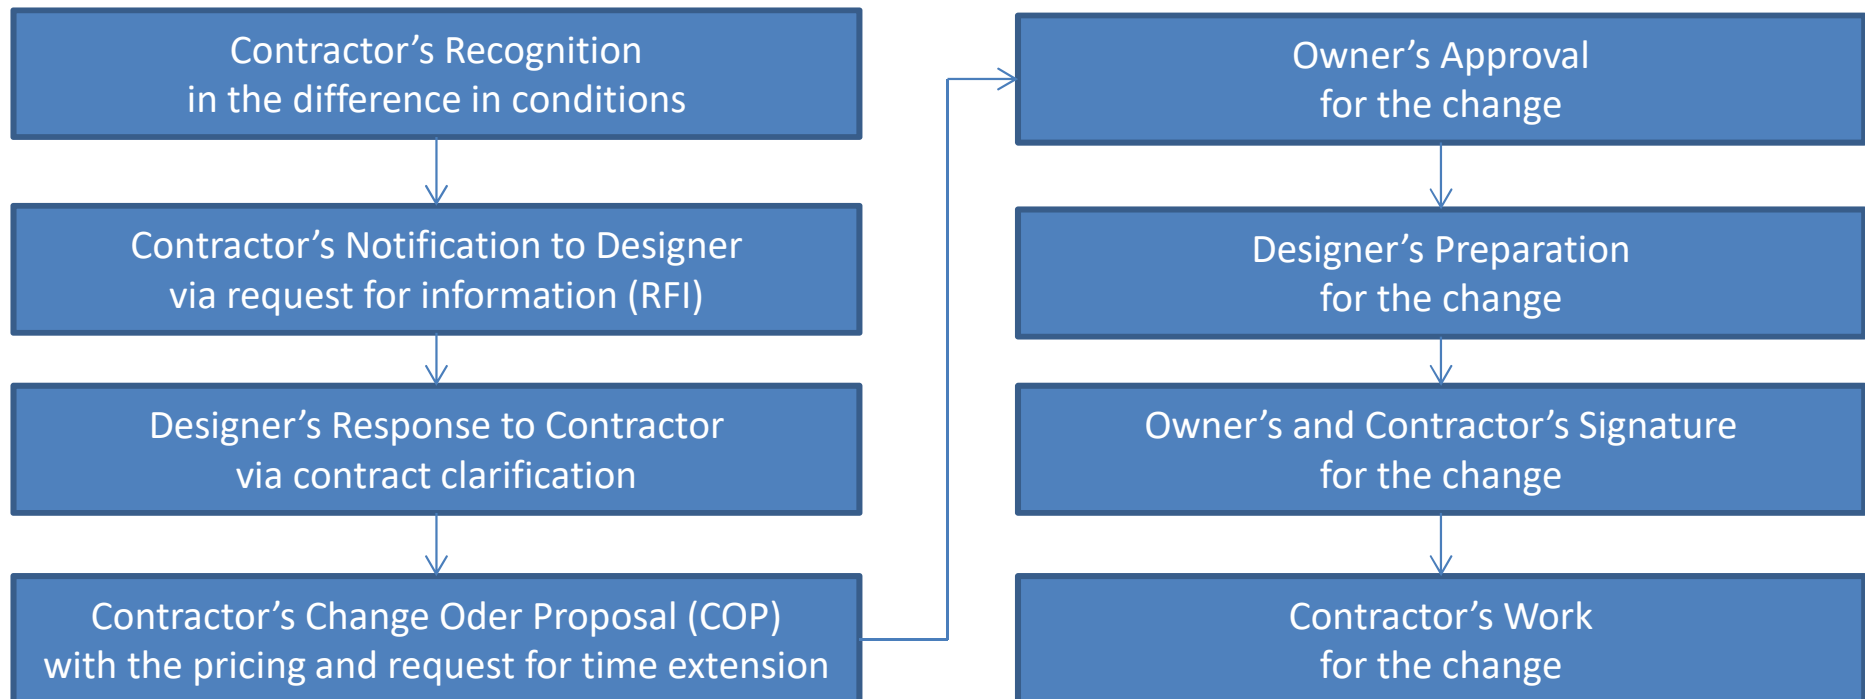 Contractor’s Recognition
in the difference in conditions
Contractor’s Notification to Designer
via request for information (RFI)
Designer’s Response to Contractor
via contract clarification
Contractor’s Change Oder Proposal (COP)
with the pricing and request for time extension
Owner’s Approval
for the change
Designer’s Preparation
for the change
Owner’s and Contractor’s Signature
for the change
Contractor’s Work
for the change